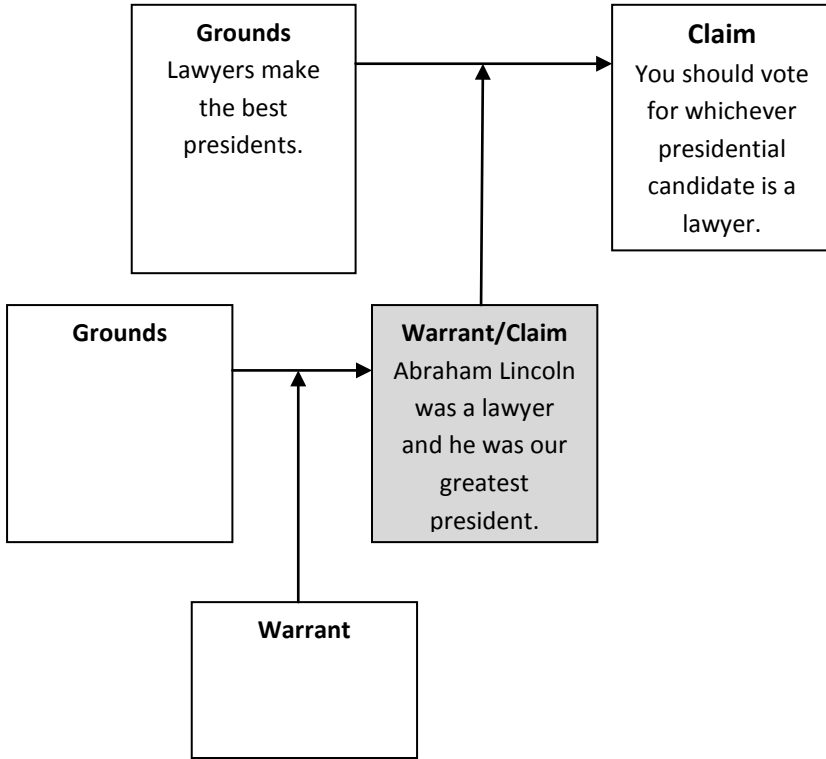 Grounds
Lawyers make
the best
presidents.
Claim
You should vote
for whichever
presidential
candidate is a
lawyer.
Grounds
Warrant/Claim
Abraham Lincoln
was a lawyer
and he was our
greatest
president.
Warrant